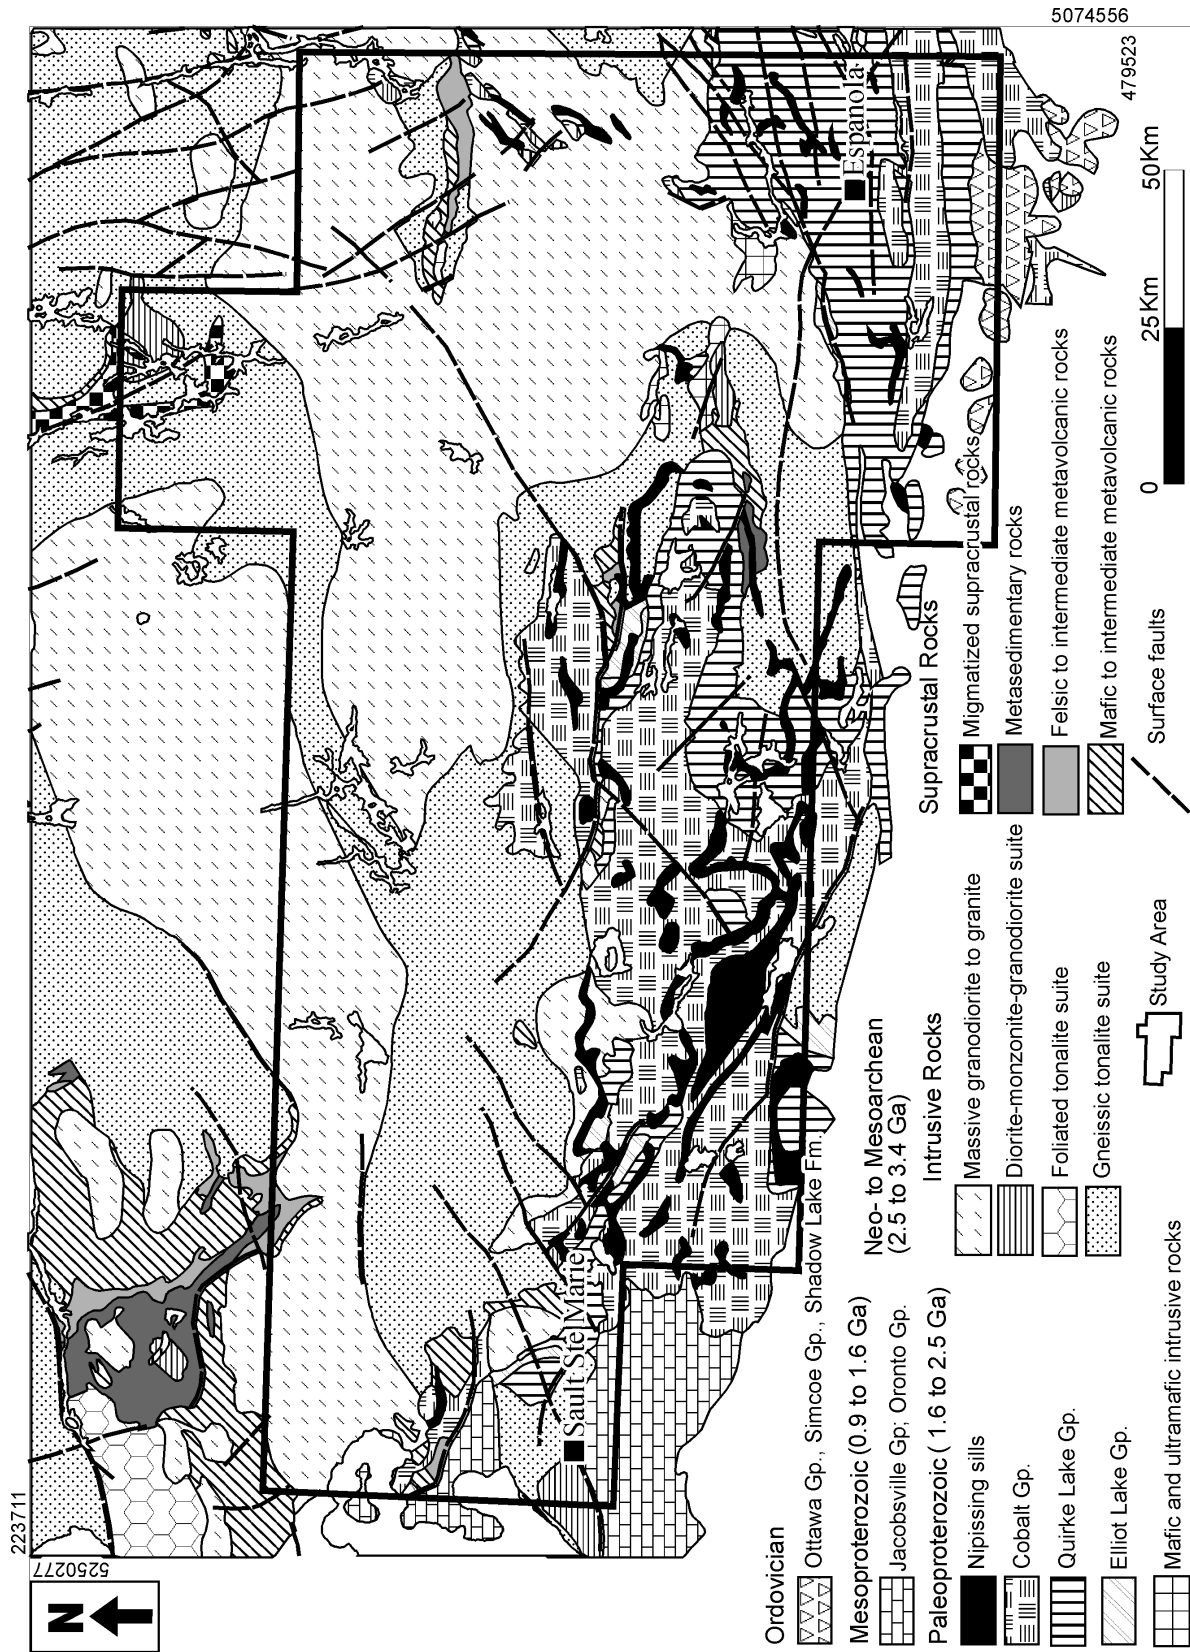 223711
5250277
N
5074556
479523
Sault Ste Marie
Espanola
0
25 Km
50 Km
Ordovician
Ottawa Gp., Simcoe Gp., Shadow Lake Fm.
Mesoproterozoic (0.9 to 1.6 Ga)
Jacobsville Gp; Oronto Gp.
Paleoproterozoic ( 1.6 to 2.5 Ga)
Nipissing sills
Cobalt Gp.
Quirke Lake Gp.
Elliot Lake Gp.
Mafic and ultramafic intrusive rocks
Neo- to Mesoarchean
(2.5 to 3.4 Ga)
Intrusive Rocks
Massive granodiorite to granite
Diorite-monzonite-granodiorite suite
Foliated tonalite suite
Gneissic tonalite suite
Study Area
Supracrustal Rocks
Migmatized supracrustal rocks
Metasedimentary rocks
Felsic to intermediate metavolcanic rocks
Mafic to intermediate metavolcanic rocks
Surface faults